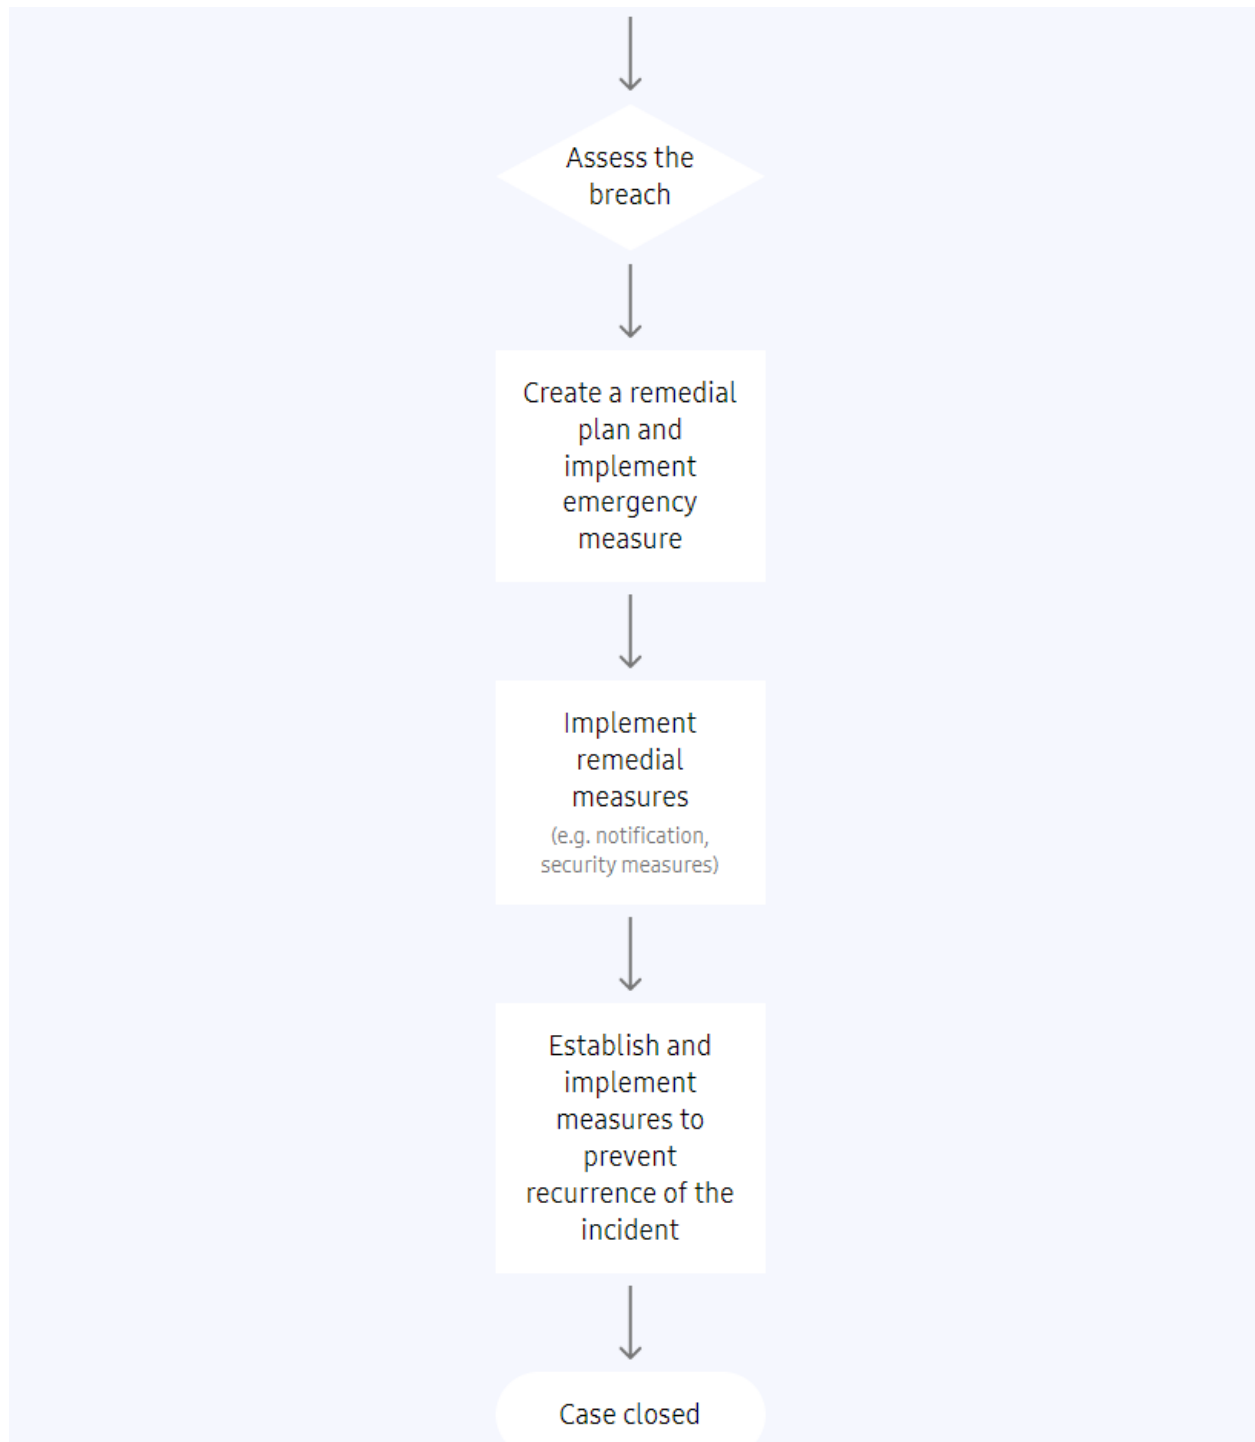 Assess the
breach
Create a remedial
plan and
implement
emergency
measure
Implement
remedial
measures
(e.g. notification,
security measures)
Establish and
implement
measures to
prevent
recurrence of the
incident
Case closed